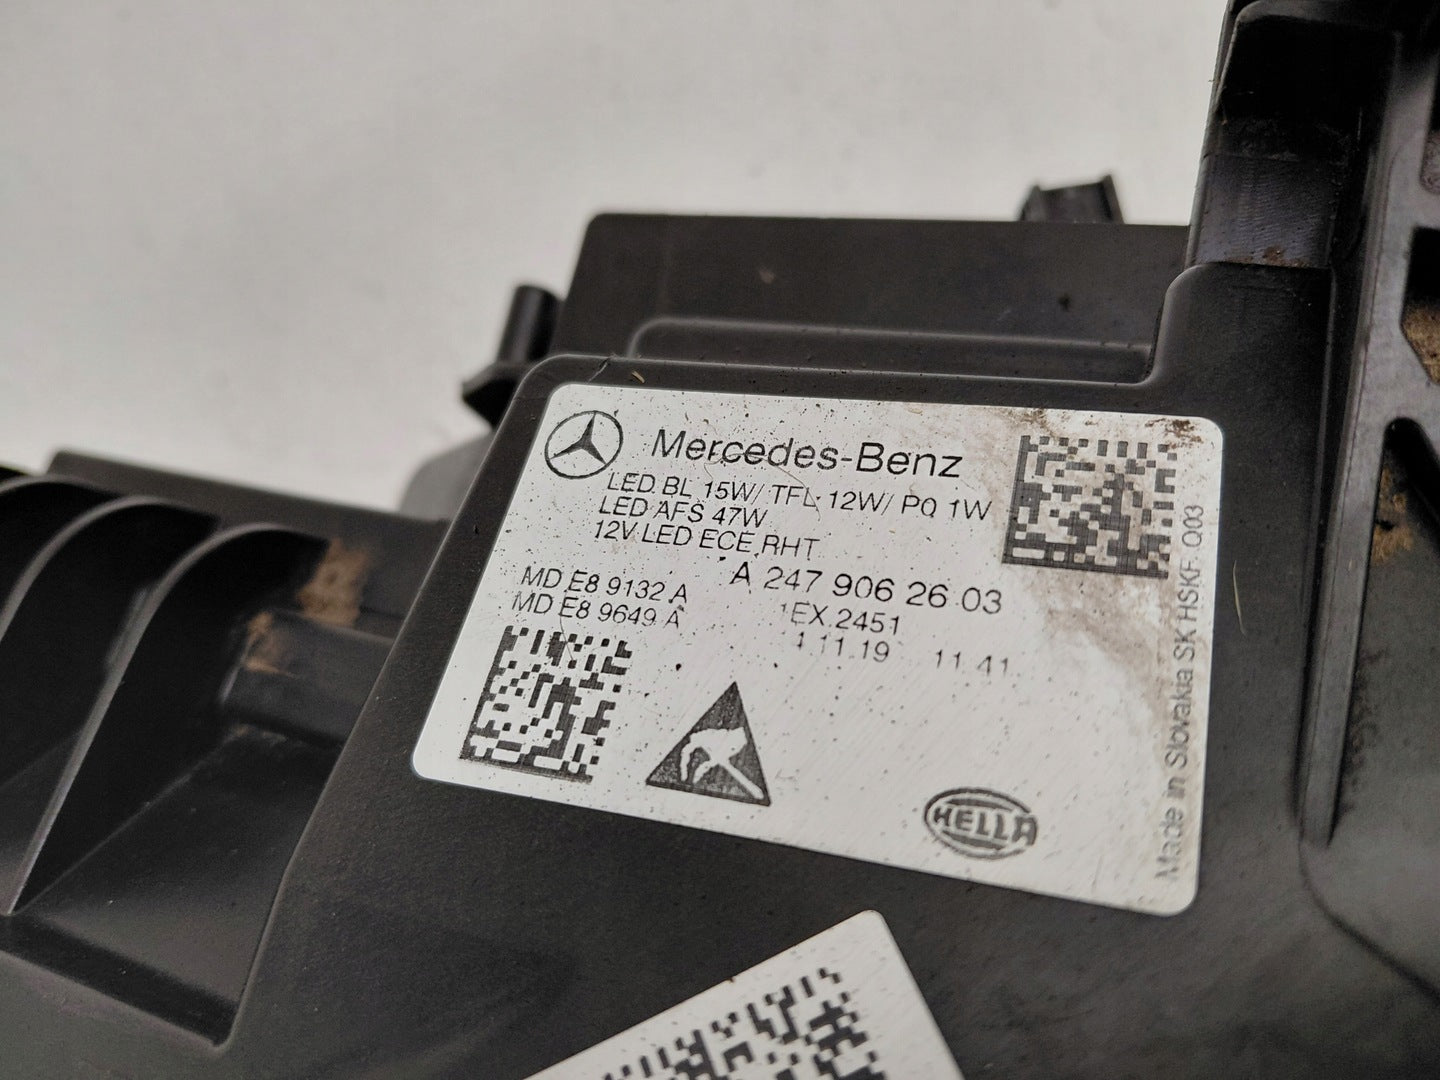 Mercedes-Benz
LED BL 15W/ TFL 12W/ PO 1W
LED AFS 47W
12V LED ECE RHT
A 247 906 26 03
MD E8 9132 A
MD E8 9649 A
1EX.2451
11.19 11 41
HELLA
Made in Slovakia SK HSKF Q03